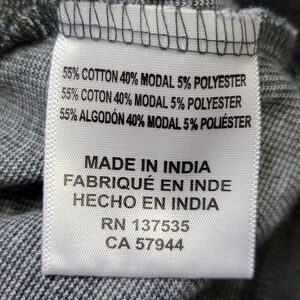 55% COTTON 40% MODAL 5% POLYESTER
55% COTON 40% MODAL 5% POLYESTER
55% ALGODÓN 40% MODAL 5% POLIÉSTER
MADE IN INDIA
FABRIQUÉ EN INDE
HECHO EN INDIA
RN 137535
CA 57944